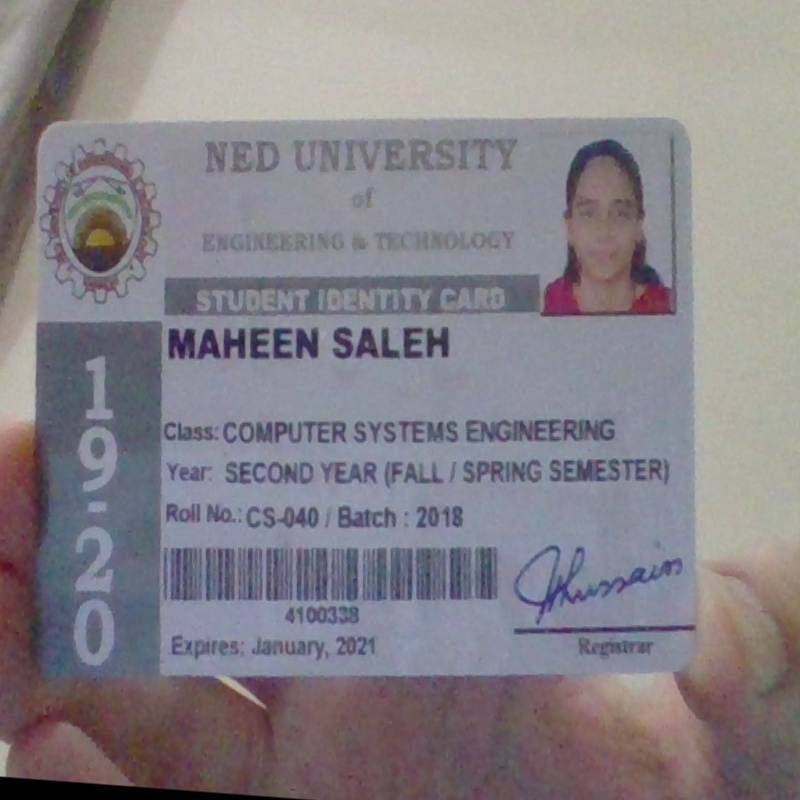 NED UNIVERSITY
of
ENGINEERING & TECHNOLOGY
STUDENT IDENTITY CARD
MAHEEN SALEH
19-20
Class: COMPUTER SYSTEMS ENGINEERING
Year: SECOND YEAR (FALL / SPRING SEMESTER)
Roll No.: CS-040 / Batch : 2018
4100338
Hussain
Expires: January, 2021
Registrar